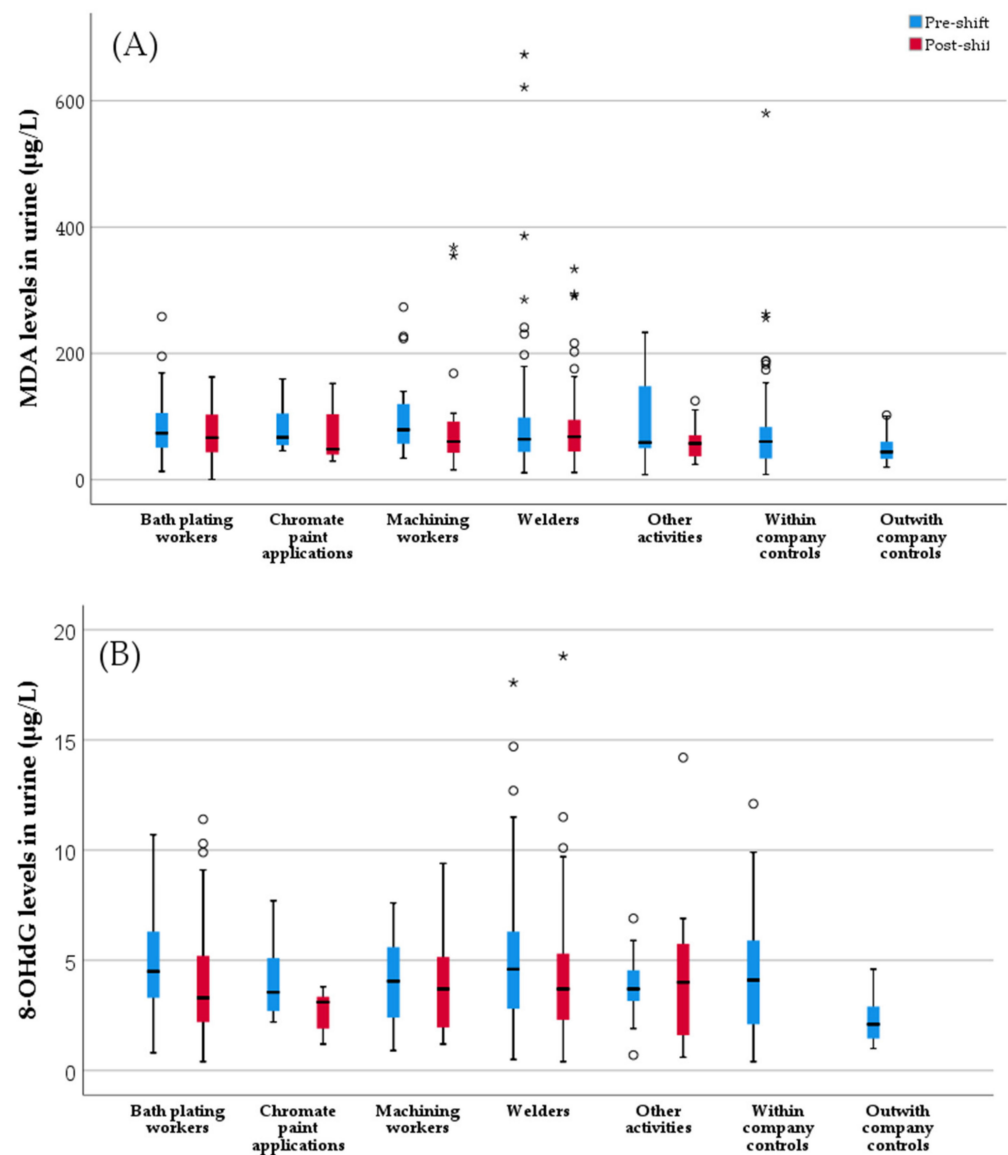 (A)
Pre-shift
Post-shif
MDA levels in urine (µg/L)
600
400
200
0
Bath plating
workers
Chromate
paint
applications
Machining
workers
Welders
Other
activities
Within
company
controls
Outwith
company
controls
(B)
8-OHdG levels in urine (µg/L)
20
15
10
5
0
Bath plating
workers
Chromate
paint
applications
Machining
workers
Welders
Other
activities
Within
company
controls
Outwith
company
controls